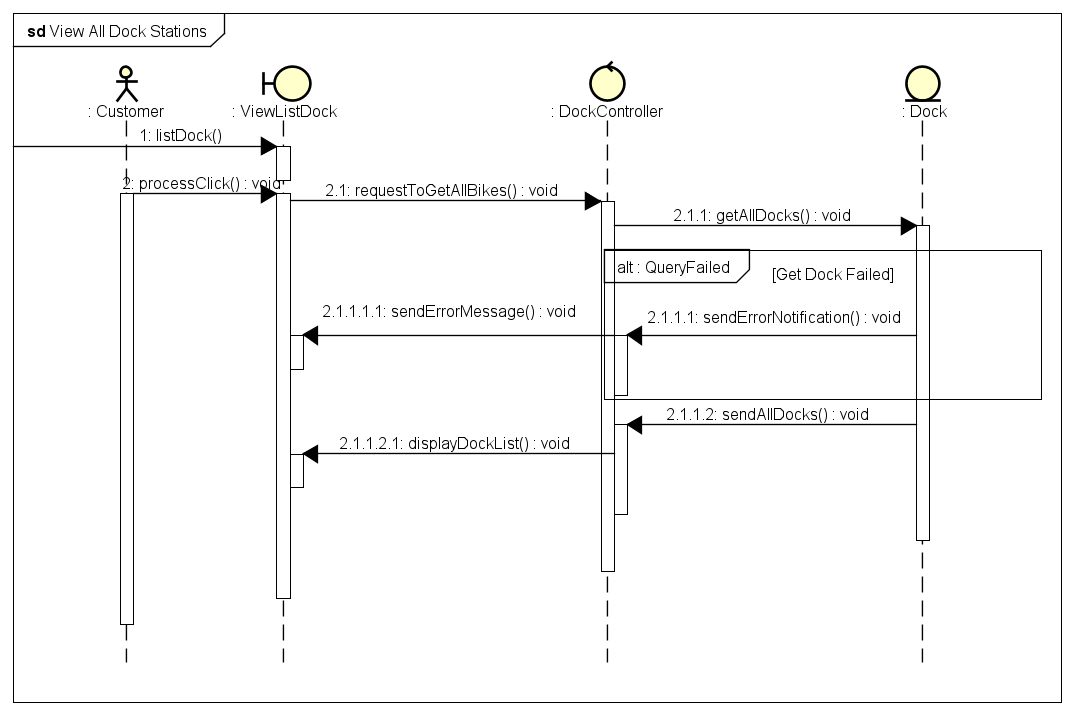 sd View All Dock Stations
: Customer
: ViewListDock
: DockController
: Dock
1: listDock()
2: processClick() : void
2.1: requestToGetAllBikes() : void
2.1.1: getAllDocks() : void
alt : QueryFailed
[Get Dock Failed]
2.1.1.1.1: sendErrorMessage() : void
2.1.1.1: sendErrorNotification() : void
2.1.1.2: sendAllDocks() : void
2.1.1.2.1: displayDockList() : void